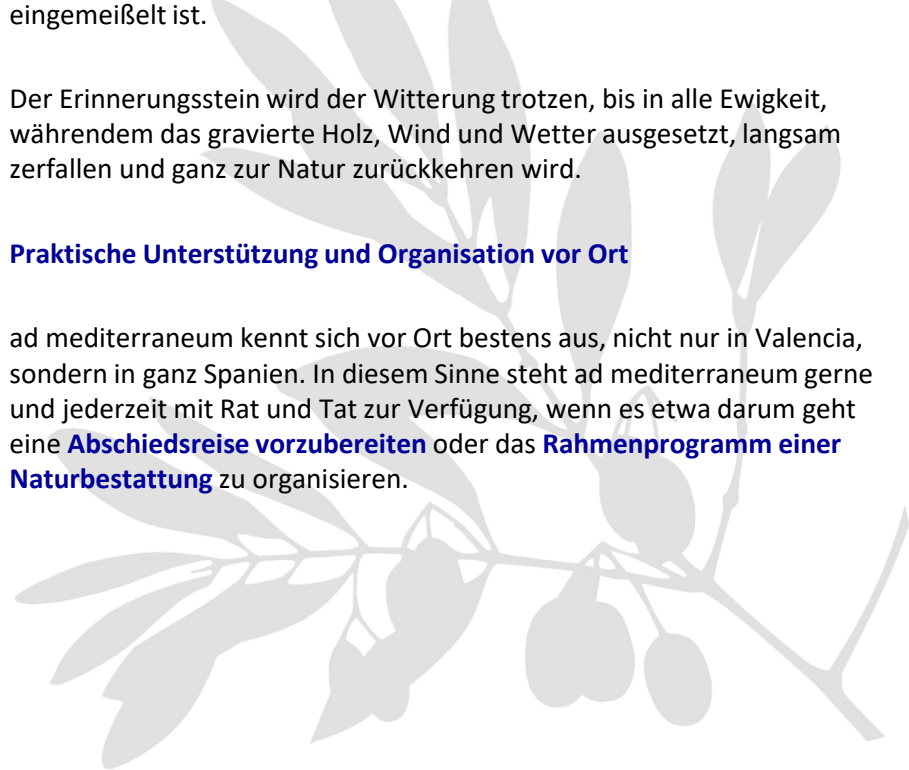 eingemeißelt ist.
Der Erinnerungsstein wird der Witterung trotzen, bis in alle Ewigkeit,
währendem das gravierte Holz, Wind und Wetter ausgesetzt, langsam
zerfallen und ganz zur Natur zurückkehren wird.
Praktische Unterstützung und Organisation vor Ort
ad mediterraneum kennt sich vor Ort bestens aus, nicht nur in Valencia,
sondern in ganz Spanien. In diesem Sinne steht ad mediterraneum gerne
und jederzeit mit Rat und Tat zur Verfügung, wenn es etwa darum geht
eine Abschiedsreise vorzubereiten oder das Rahmenprogramm einer
Naturbestattung zu organisieren.